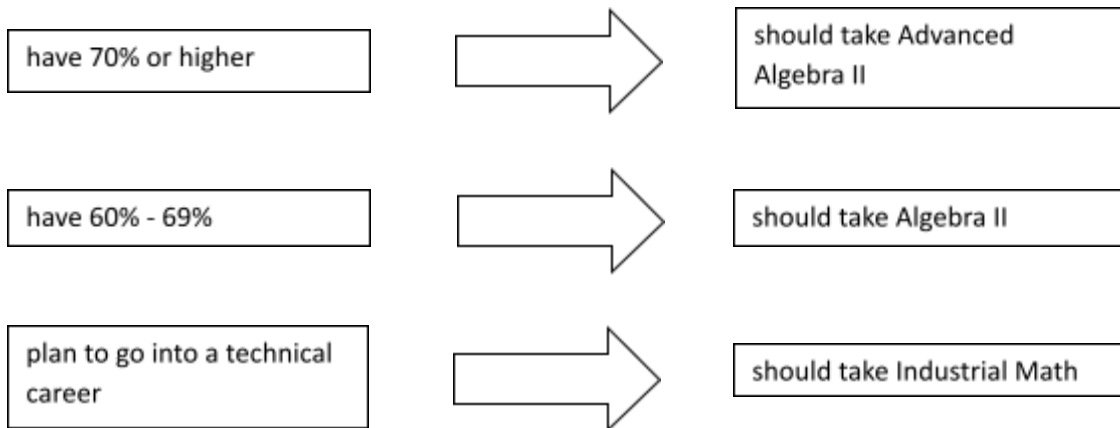 have 70% or higher
should take Advanced
Algebra II
have 60% - 69%
should take Algebra II
plan to go into a technical
career
should take Industrial Math